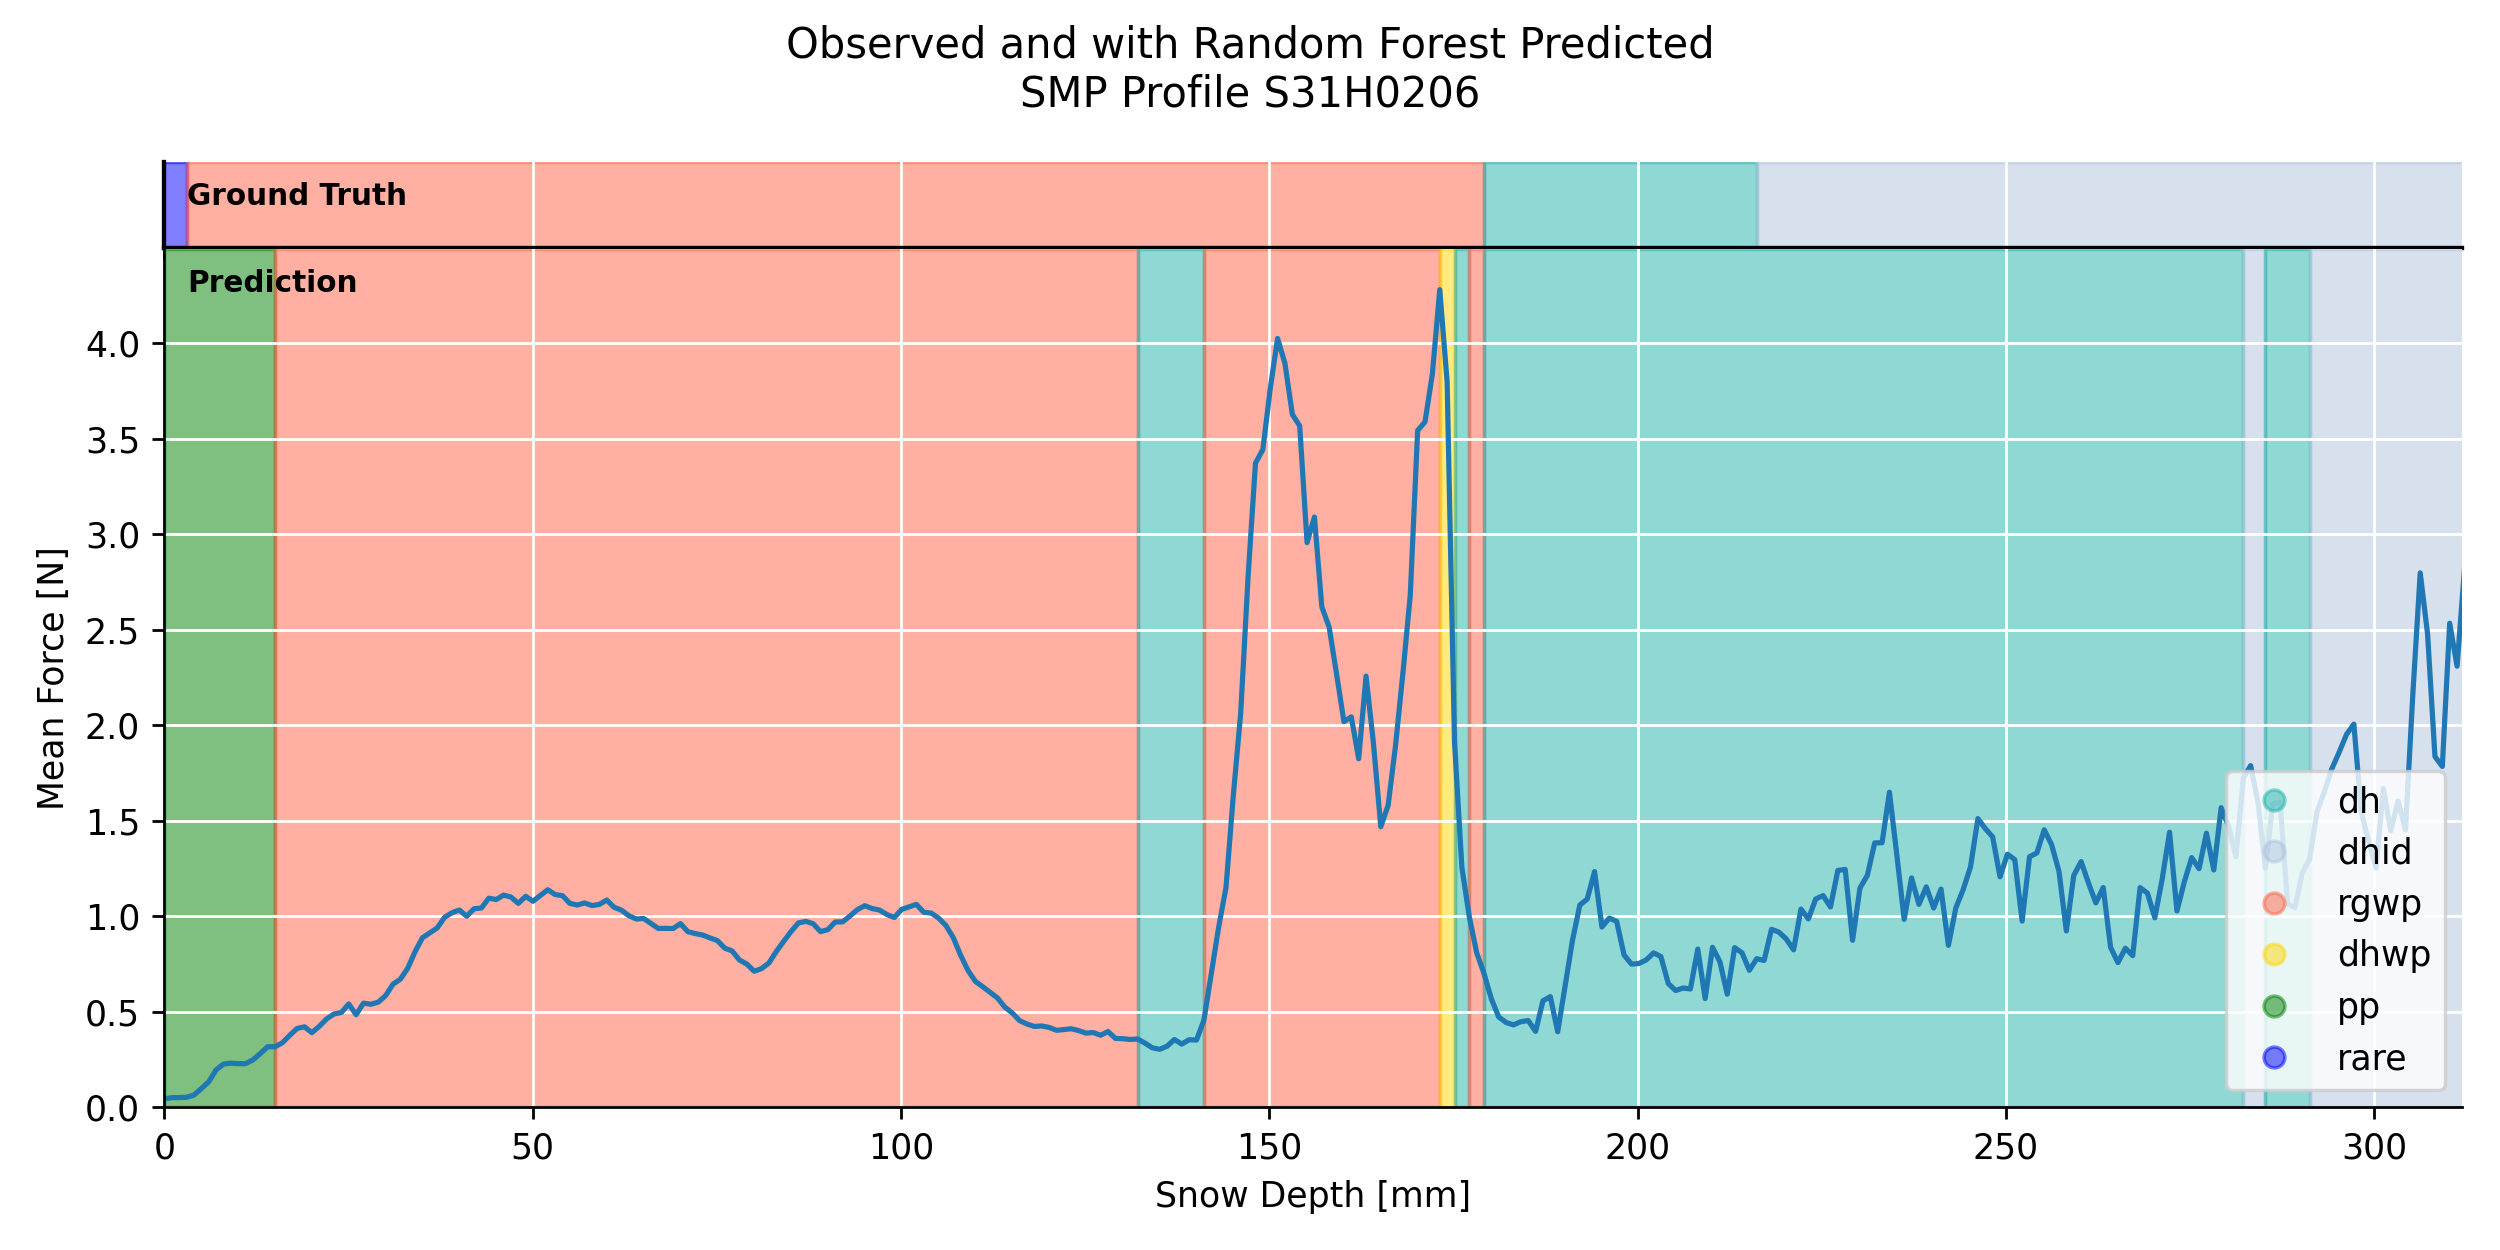 Observed and with Random Forest Predicted
SMP Profile S31H0206
Ground Truth
Prediction
4.0
3.5
3.0
2.5
2.0
1.5
1.0
0.5
0.0
Mean Force [N]
dh
dhid
rgwp
dhwp
pp
rare
0 50 100 150 200 250 300
Snow Depth [mm]